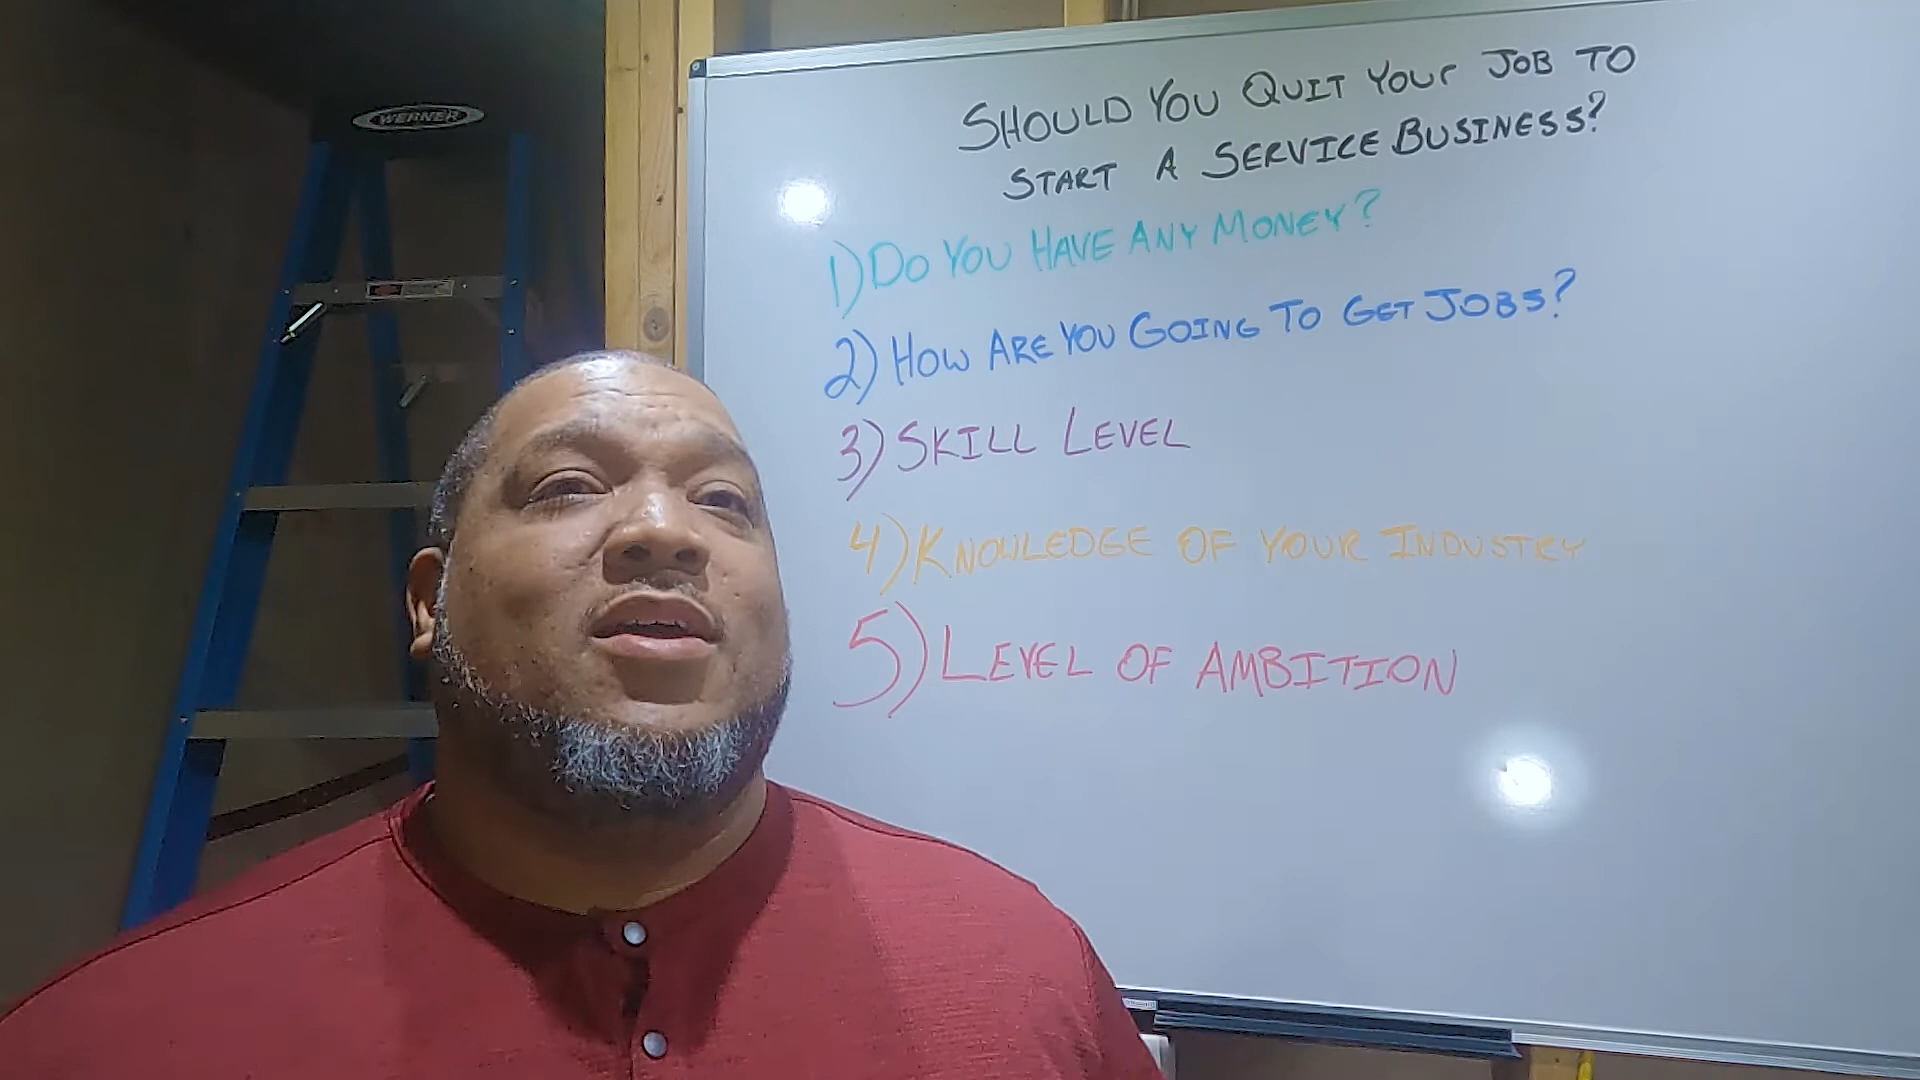 WERNER
SHOULD YOU QUIT YOUr JOB TO
START A SERVICE BUSINESS?
1) DO YOU HAVE ANY MONEY?
2) HOW ARE YOU GOING TO GET JOBS?
3) SKILL LEVEL
4) KNOWLEDGE OF YOUR INDUSTRY
5) LEVEL OF AMBITION